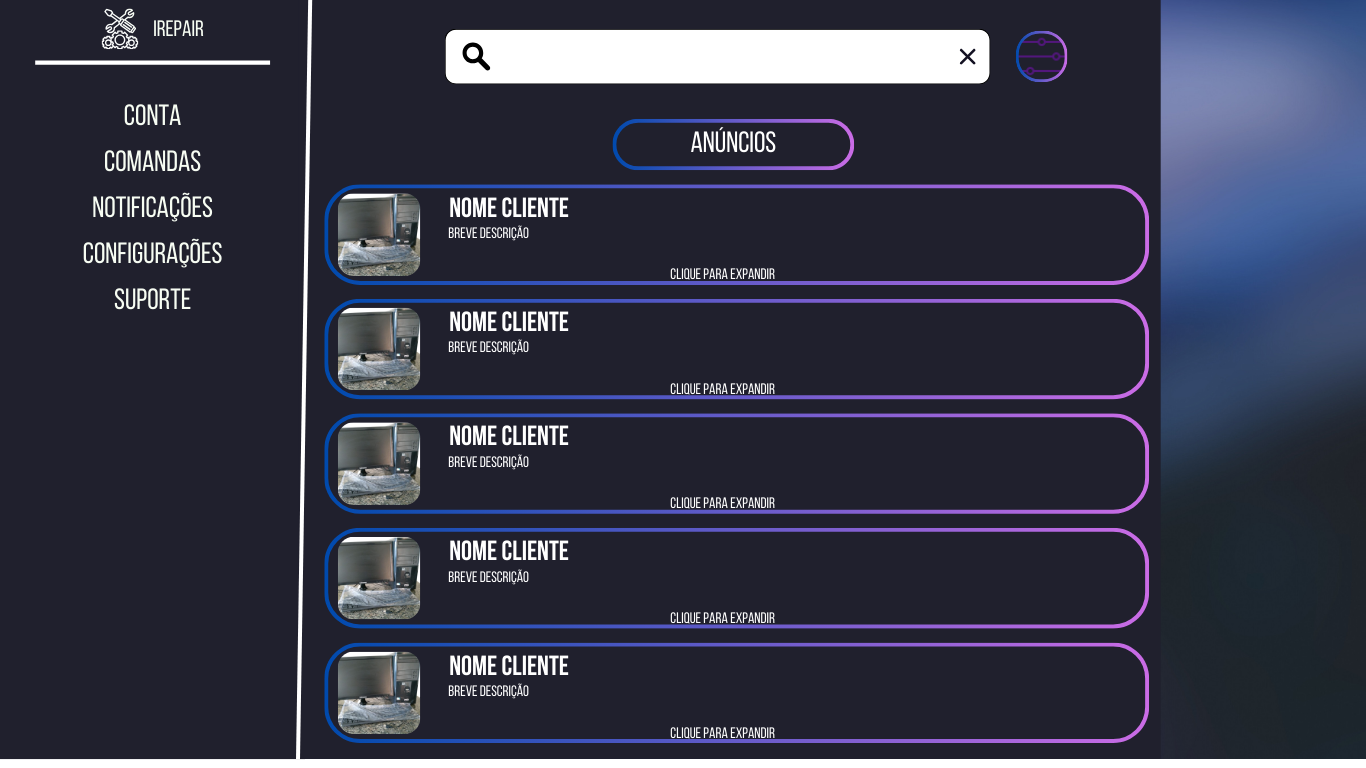 IREPAIR
CONTA
COMANDAS
NOTIFICAÇÕES
CONFIGURAÇÕES
SUPORTE
ANÚNCIOS
NOME CLIENTE
BREVE DESCRIÇÃO
CLIQUE PARA EXPANDIR
NOME CLIENTE
BREVE DESCRIÇÃO
CLIQUE PARA EXPANDIR
NOME CLIENTE
BREVE DESCRIÇÃO
CLIQUE PARA EXPANDIR
NOME CLIENTE
BREVE DESCRIÇÃO
CLIQUE PARA EXPANDIR
NOME CLIENTE
BREVE DESCRIÇÃO
CLIQUE PARA EXPANDIR